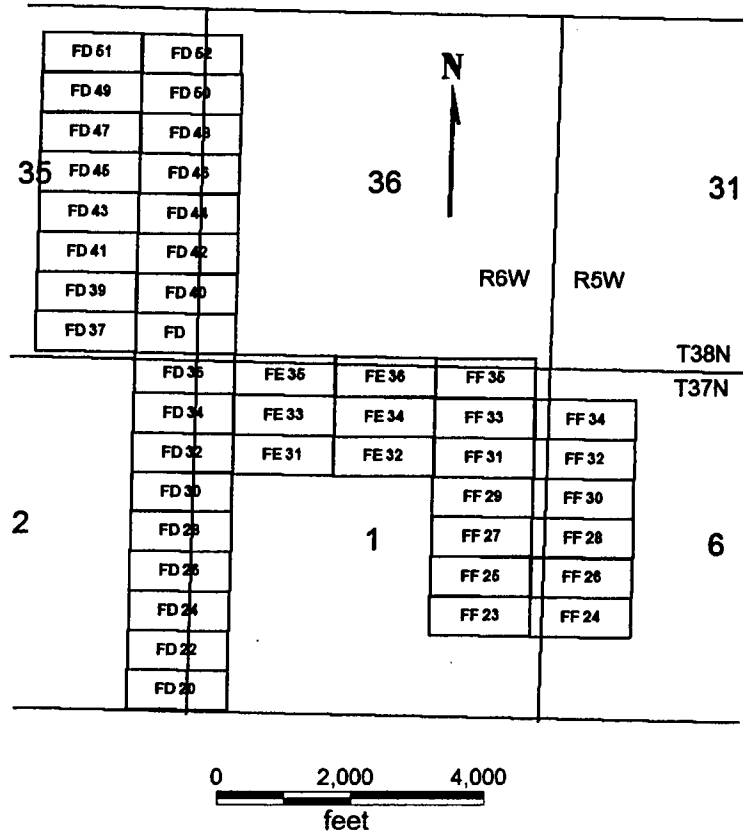 FD 51 FD 52
N
FD 49 FD 50
FD 47 FD 48
35 FD 45 FD 46 36 31
FD 43 FD 44
FD 41 FD 42
R6W R5W
FD 39 FD 40
FD 37 FD
T38N
FD 36 FE 35 FE 36 FF 35
T37N
FD 34 FE 33 FE 34 FF 33 FF 34
FD 32 FE 31 FE 32 FF 31 FF 32
FD 30 FF 29 FF 30
2 FD 28 1 FF 27 FF 28 6
FD 26 FF 25 FF 26
FD 24 FF 23 FF 24
FD 22
FD 20
0 2,000 4,000
feet